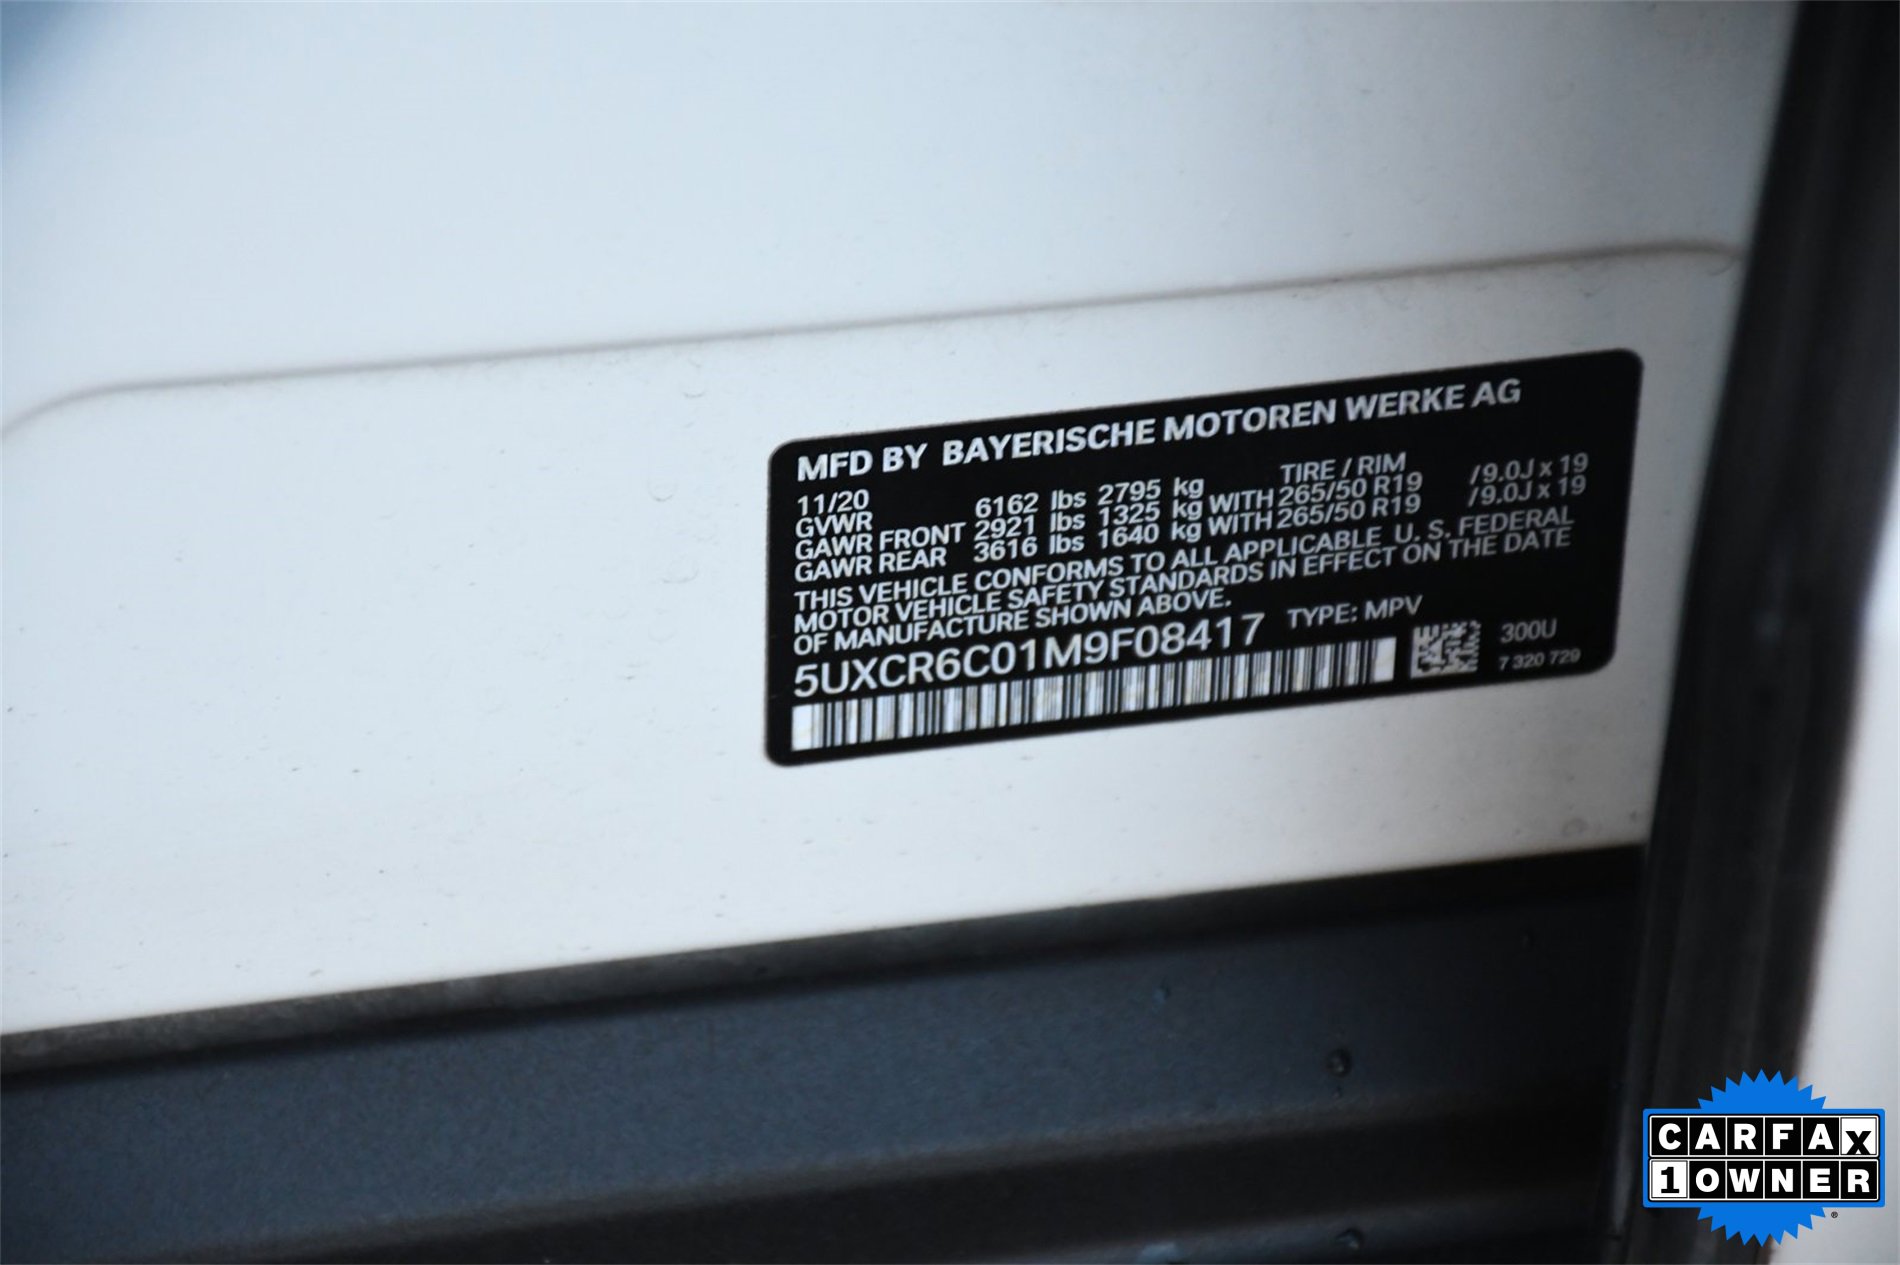 MFD BY BAYERISCHE MOTOREN WERKE AG
11/20 TIRE / RIM
GVWR 6162 lbs 2795 kg
GAWR FRONT 2921 lbs 1325 kg WITH 265/50 R19 /9.0J x 19
GAWR REAR 3616 lbs 1640 kg WITH 265/50 R19 /9.0J x 19
THIS VEHICLE CONFORMS TO ALL APPLICABLE U. S. FEDERAL
MOTOR VEHICLE SAFETY STANDARDS IN EFFECT ON THE DATE
OF MANUFACTURE SHOWN ABOVE.
5UXCR6C01M9F08417 TYPE: MPV
300U
7 320 729
CARFAX
1 OWNER
®